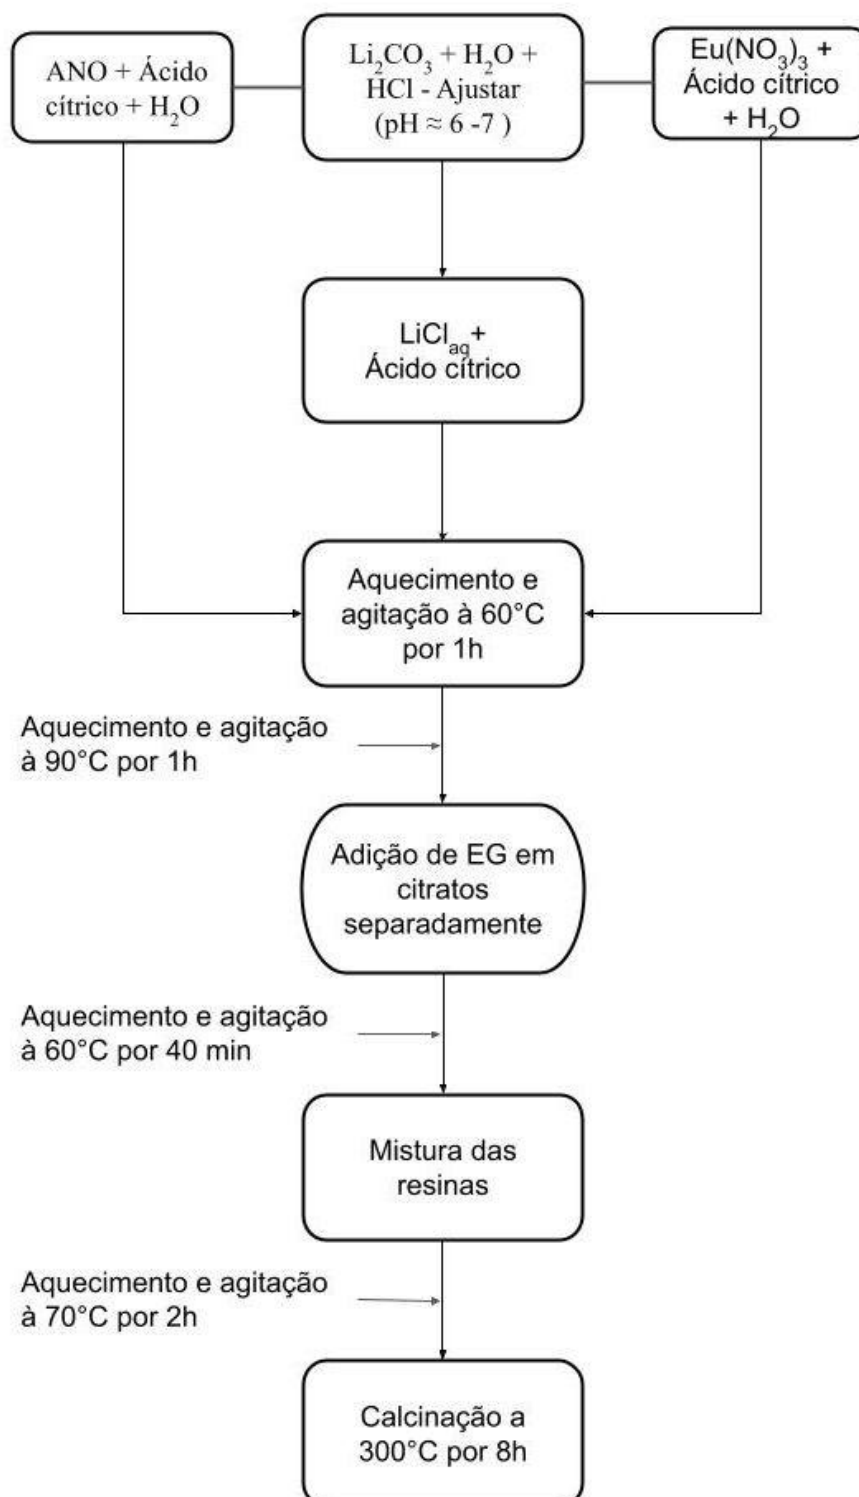 ANO + Ácido
cítrico + H₂O
Li₂CO₃ + H₂O +
HCl - Ajustar
(pH ≈ 6 -7 )
Eu(NO₃)₃ +
Ácido cítrico
+ H₂O
LiClaq+
Ácido cítrico
Aquecimento e
agitação à 60°C
por 1h
Aquecimento e agitação
à 90°C por 1h
Adição de EG em
citratos
separadamente
Aquecimento e agitação
à 60°C por 40 min
Mistura das
resinas
Aquecimento e agitação
à 70°C por 2h
Calcinação a
300°C por 8h